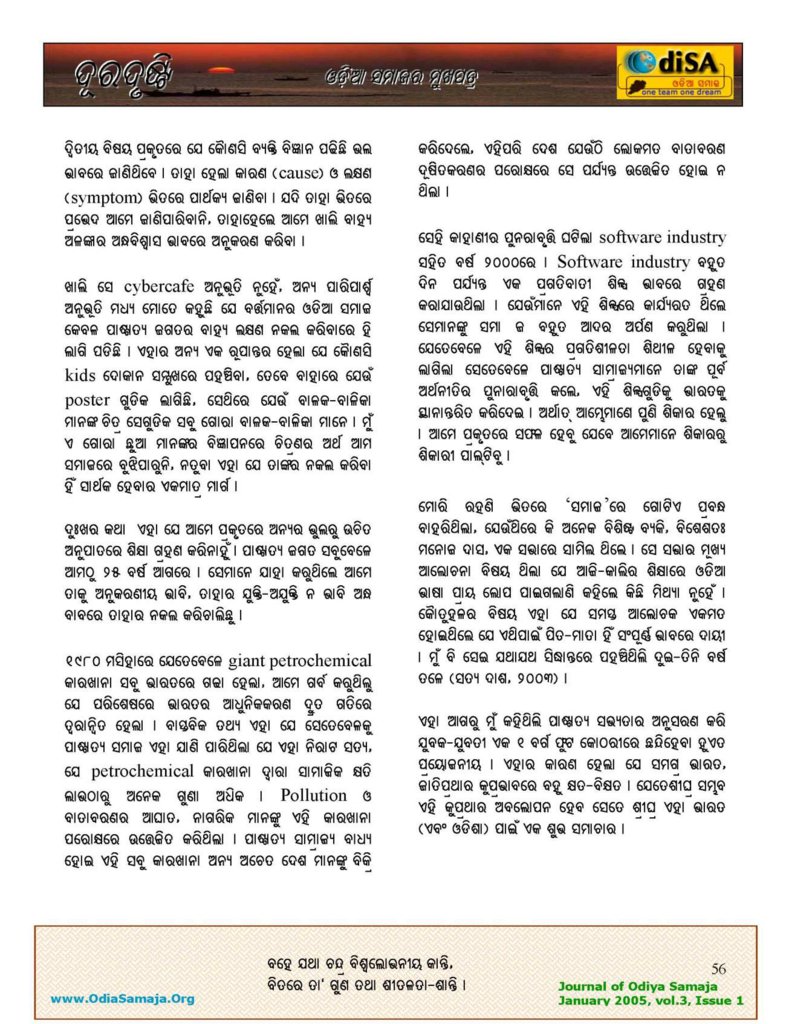 ଦୂରଦୃଷ୍ଟି
ଓଡ଼ିଆ ସମାଜର ମୁଖପତ୍ର
OdiSA
ଓଡିଆ ସମାଜ
one team one dream
ଦ୍ୱିତୀୟ ବିଷୟ ପ୍ରକୃତରେ ଯେ କୌଣସି ବ୍ୟକ୍ତି ବିଜ୍ଞାନ ପଢିଛି ଭଲ
ଭାବରେ ଜାଣିଥିବେ । ତାହା ହେଲା କାରଣ (cause) ଓ ଲକ୍ଷଣ
(symptom) ଭିତରେ ପାର୍ଥକ୍ୟ ଜାଣିବା । ଯଦି ତାହା ଭିତରେ
ପ୍ରଭେଦ ଆମେ ଜାଣିପାରିବାନି, ତାହାହେଲେ ଆମେ ଖାଲି ବାହ୍ୟ
ଅଳଙ୍କାର ଅନ୍ଧବିଶ୍ୱାସ ଭାବରେ ଅନୁକରଣ କରିବା ।
ଖାଲି ସେ cybercafe ଅନୁଭୂତି ନୁହେଁ, ଅନ୍ୟ ପାରିପାର୍ଶ୍ୱ
ଅନୁଭୂତି ମଧ୍ୟ ମୋତେ କହୁଛି ଯେ ବର୍ତ୍ତମାନର ଓଡିଆ ସମାଜ
କେବଳ ପାଶ୍ଚାତ୍ୟ ଜଗତର ବାହ୍ୟ ଲକ୍ଷଣ ନକଲ କରିବାରେ ହିଁ
ଲାଗି ପଡିଛି । ଏହାର ଅନ୍ୟ ଏକ ରୂପାନ୍ତର ହେଲା ଯେ କୌଣସି
kids ଦୋକାନ ସମ୍ମୁଖରେ ପହଞ୍ଚିବା, ତେବେ ବାହାରେ ଯେଉଁ
poster ଗୁଡିକ ଲାଗିଛି, ସେଥିରେ ଯେଉଁ ବାଳକ-ବାଳିକା
ମାନଙ୍କ ଚିତ୍ର ସେଗୁଡିକ ସବୁ ଗୋରା ବାଳକ-ବାଳିକା ମାନେ । ମୁଁ
ଏ ଗୋରା ଛୁଆ ମାନଙ୍କର ବିଜ୍ଞାପନରେ ଚିତ୍ରଣର ଅର୍ଥ ଆମ
ସମାଜରେ ବୁଝିପାରୁନି, ନତୁବା ଏହା ଯେ ତାଙ୍କର ନକଲ କରିବା
ହିଁ ସାର୍ଥକ ହେବାର ଏକମାତ୍ର ମାର୍ଗ ।
ଦୁଃଖର କଥା ଏହା ଯେ ଆମେ ପ୍ରକୃତରେ ଅନ୍ୟର ଭୁଲରୁ ଉଚିତ
ଅନୁପାତରେ ଶିକ୍ଷା ଗ୍ରହଣ କରିନାହୁଁ । ପାଶ୍ଚାତ୍ୟ ଜଗତ ସବୁବେଳେ
ଆମଠୁ ୨୫ ବର୍ଷ ଆଗରେ । ସେମାନେ ଯାହା କରୁଥିଲେ ଆମେ
ତାକୁ ଅନୁକରଣୀୟ ଭାବି, ତାହାର ଯୁକ୍ତି-ଅଯୁକ୍ତି ନ ଭାବି ଅନ୍ଧ
ବାବରେ ତାହାର ନକଲ କରିଚାଲିଛୁ ।
୧୯୮୦ ମସିହାରେ ଯେତେବେଳେ giant petrochemical
କାରଖାନା ସବୁ ଭାରତରେ ଗଢା ହେଲା, ଆମେ ଗର୍ବ କରୁଥିଲୁ
ଯେ ପରିଶେଷରେ ଭାରତର ଆଧୁନିକକରଣ ଦ୍ରୁତ ଗତିରେ
ତ୍ୱରାନ୍ୱିତ ହେଲା । ବାସ୍ତବିକ ତଥ୍ୟ ଏହା ଯେ ସେତେବେଳକୁ
ପାଶ୍ଚାତ୍ୟ ସମାଜ ଏହା ଯାଣି ପାରିଥିଲା ଯେ ଏହା ନିରାଟ ସତ୍ୟ,
ଯେ petrochemical କାରଖାନା ଦ୍ୱାରା ସାମାଜିକ କ୍ଷତି
ଲାଭଠାରୁ ଅନେକ ଗୁଣା ଅଧିକ । Pollution ଓ
ବାତାବରଣର ଆଘାତ, ନାଗରିକ ମାନଙ୍କୁ ଏହି କାରଖାନା
ପରୋକ୍ଷରେ ଉତ୍ତେଜିତ କରିଥିଲା । ପାଶ୍ଚାତ୍ୟ ସାମ୍ରାଜ୍ୟ ବାଧ୍ୟ
ହୋଇ ଏହି ସବୁ କାରଖାନା ଅନ୍ୟ ଅଚେତ ଦେଶ ମାନଙ୍କୁ ବିକ୍ରି
କରିଦେଲେ, ଏହିପରି ଦେଶ ଯେଉଁଠି ଲୋକମତ ବାତାବରଣ
ଦୂଷିତକରଣର ପରୋକ୍ଷରେ ସେ ପର୍ଯ୍ୟନ୍ତ ଉତ୍ତେଜିତ ହୋଇ ନ
ଥିଲା ।
ସେହି କାହାଣୀର ପୁନରାବୃତ୍ତି ଘଟିଲା software industry
ସହିତ ବର୍ଷ ୨୦୦୦ରେ । Software industry ବହୁତ
ଦିନ ପର୍ଯ୍ୟନ୍ତ ଏକ ପ୍ରଗତିବାଦୀ ଶିଳ୍ପ ଭାବରେ ଗ୍ରହଣ
କରାଯାଉଥିଲା । ଯେଉଁମାନେ ଏହି ଶିଳ୍ପରେ କାର୍ଯ୍ୟରତ ଥିଲେ
ସେମାନଙ୍କୁ ସମା ଜ ବହୁତ ଆଦର ଅର୍ପଣ କରୁଥିଲା ।
ଯେତେବେଳେ ଏହି ଶିଳ୍ପର ପ୍ରଗତିଶୀଳତା ଶିଥୀଳ ହେବାକୁ
ଲାଗିଲା ସେତେବେଳେ ପାଶ୍ଚାତ୍ୟ ସାମ୍ରାଜ୍ୟମାନେ ତାଙ୍କ ପୂର୍ବ
ଅର୍ଥନୀତିର ପୁନରାବୃତ୍ତି କଲେ, ଏହି ଶିଳ୍ପଗୁଡିକୁ ଭାରତକୁ
ସ୍ଥାନାନ୍ତରିତ କରିଦେଇ । ଅର୍ଥାତ୍ ଆମ୍ଭେମାଣେ ପୁଣି ଶିକାର ହେଲୁ
। ଆମେ ପ୍ରକୃତରେ ସଫଳ ହେବୁ ଯେବେ ଆମେମାନେ ଶିକାରରୁ
ଶିକାରୀ ପାଲ୍‌ଟିବୁ ।
ମୋରି ରହଣି ଭିତରେ ‘ସମାଜ’ରେ ଗୋଟିଏ ପ୍ରବନ୍ଧ
ବାହରିଥିଲା, ଯେଉଁଥିରେ କି ଅନେକ ବିଶିଷ୍ଟ ବ୍ୟକ୍ତି, ବିଶେଶତଃ
ମନୋଜ ଦାସ, ଏକ ସଭାରେ ସାମିଲ ଥିଲେ । ସେ ସଭାର ମୂଖ୍ୟ
ଆଲୋଚନା ବିଷୟ ଥିଲା ଯେ ଆଜି-କାଲିର ଶିକ୍ଷାରେ ଓଡିଆ
ଭାଷା ପ୍ରାୟ ଲୋପ ପାଇଗଲାଣି କହିଲେ କିଛି ମିଥ୍ୟା ନୁହେଁ ।
କୌତୁହଳର ବିଷୟ ଏହା ଯେ ସମସ୍ତ ଆଲୋଚକ ଏକମତ
ହୋଇଥିଲେ ଯେ ଏଥିପାଇଁ ପିତ-ମାତା ହିଁ ସଂପୂର୍ଣ୍ଣ ଭାବରେ ଦାୟୀ
। ମୁଁ ବି ସେଇ ଯଥାଯଥ ସିଦ୍ଧାନ୍ତରେ ପହଞ୍ଚିଥିଲି ଦୁଇ-ତିନି ବର୍ଷ
ତଳେ (ସତ୍ୟ ଦାଶ, ୨୦୦୩) ।
ଏହା ଆଗରୁ ମୁଁ କହିଥିଲି ପାଶ୍ଚାତ୍ୟ ସଭ୍ୟତାର ଅନୁସରଣ କରି
ଯୁବକ-ଯୁବତୀ ଏକ ୧ ବର୍ଗ ଫୁଟ କୋଠରୀରେ ଛନ୍ଦିହେବା ହୁଏତ
ପ୍ରୟୋଜନୀୟ । ଏହାର କାରଣ ହେଲା ଯେ ସମଗ୍ର ଭାରତ,
ଜାତିପ୍ରଥାର କୁପ୍ରଭାବରେ ବହୁ କ୍ଷତ-ବିକ୍ଷତ । ଯେତେଶୀଘ୍ର ସମ୍ଭବ
ଏହି କୁପ୍ରଥାର ଅବଲୋପନ ହେବ ସେତେ ଶୀଘ୍ର ଏହା ଭାରତ
(ଏବଂ ଓଡିଶା) ପାଇଁ ଏକ ଶୁଭ ସମାଚାର ।
ବହେ ଯଥା ଚନ୍ଦ୍ର ବିଶ୍ୱଲୋଭନୀୟ କାନ୍ତି,
ବିତରେ ତା' ଗୁଣ ତଥା ଶୀତଳତା-ଶାନ୍ତି ।
56
www.OdiaSamaja.Org
Journal of Odiya Samaja
January 2005, vol.3, Issue 1